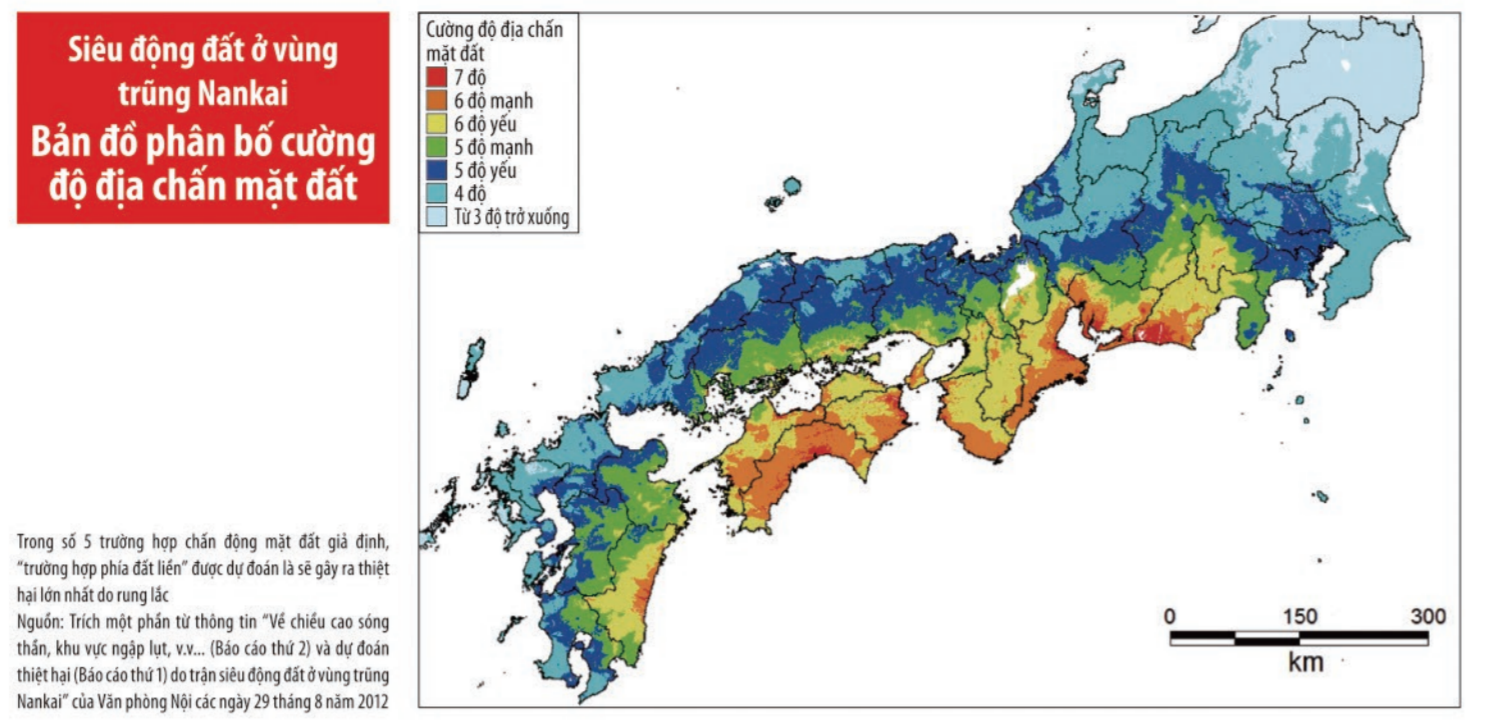 Siêu động đất ở vùng
trũng Nankai
Bản đồ phân bố cường
độ địa chấn mặt đất
Trong số 5 trường hợp chấn động mặt đất giả định,
“trường hợp phía đất liền” được dự đoán là sẽ gây ra thiệt
hại lớn nhất do rung lắc
Nguồn: Trích một phần từ thông tin “Về chiều cao sóng
thần, khu vực ngập lụt, v.v... (Báo cáo thứ 2) và dự đoán
thiệt hại (Báo cáo thứ 1) do trận siêu động đất ở vùng trũng
Nankai” của Văn phòng Nội các ngày 29 tháng 8 năm 2012
Cường độ địa chấn
mặt đất
7 độ
6 độ mạnh
6 độ yếu
5 độ mạnh
5 độ yếu
4 độ
Từ 3 độ trở xuống
0 150 300
km